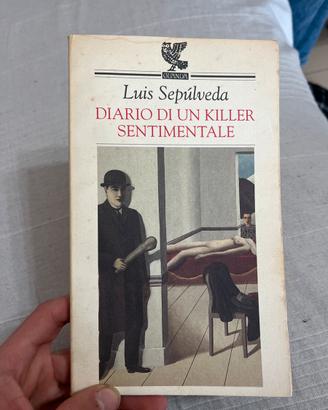 GUANDA
Luis Sepúlveda
DIARIO DI UN KILLER
SENTIMENTALE